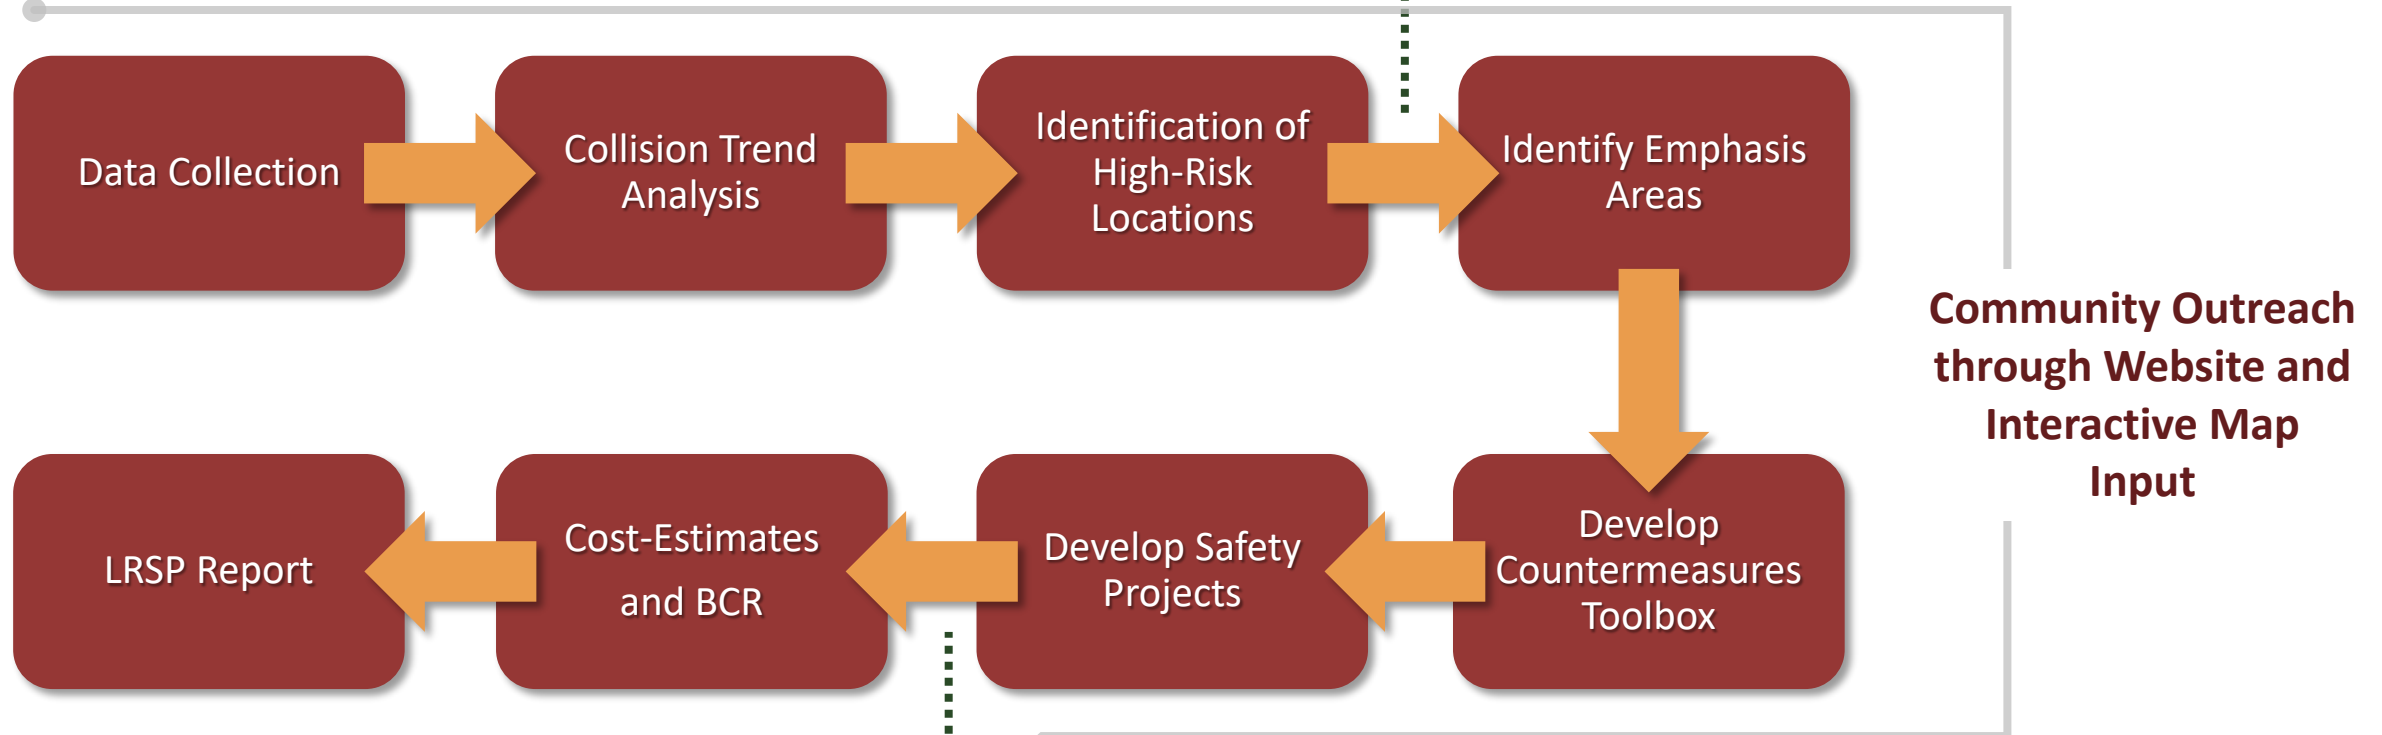 Data Collection
Collision Trend
Analysis
Identification of
High-Risk
Locations
Identify Emphasis
Areas
Community Outreach
through Website and
Interactive Map
Input
Develop
Countermeasures
Toolbox
Develop Safety
Projects
Cost-Estimates
and BCR
LRSP Report